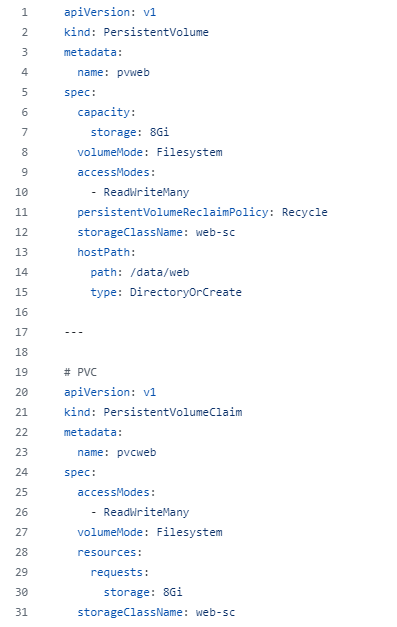 1 apiVersion: v1
2 kind: PersistentVolume
3 metadata:
4   name: pvweb
5 spec:
6   capacity:
7     storage: 8Gi
8   volumeMode: Filesystem
9   accessModes:
10     - ReadWriteMany
11   persistentVolumeReclaimPolicy: Recycle
12   storageClassName: web-sc
13   hostPath:
14     path: /data/web
15     type: DirectoryOrCreate
16
17 ---
18
19 # PVC
20 apiVersion: v1
21 kind: PersistentVolumeClaim
22 metadata:
23   name: pvcweb
24 spec:
25   accessModes:
26     - ReadWriteMany
27   volumeMode: Filesystem
28   resources:
29     requests:
30       storage: 8Gi
31   storageClassName: web-sc